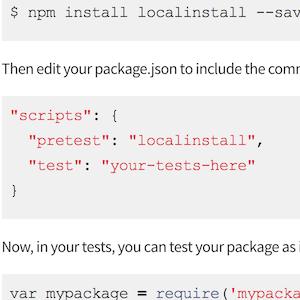 $ npm install localinstall --sav
Then edit your package.json to include the com
"scripts": {
"pretest": "localinstall",
"test": "your-tests-here"
}
Now, in your tests, you can test your package as
var mypackage = require('mypacka